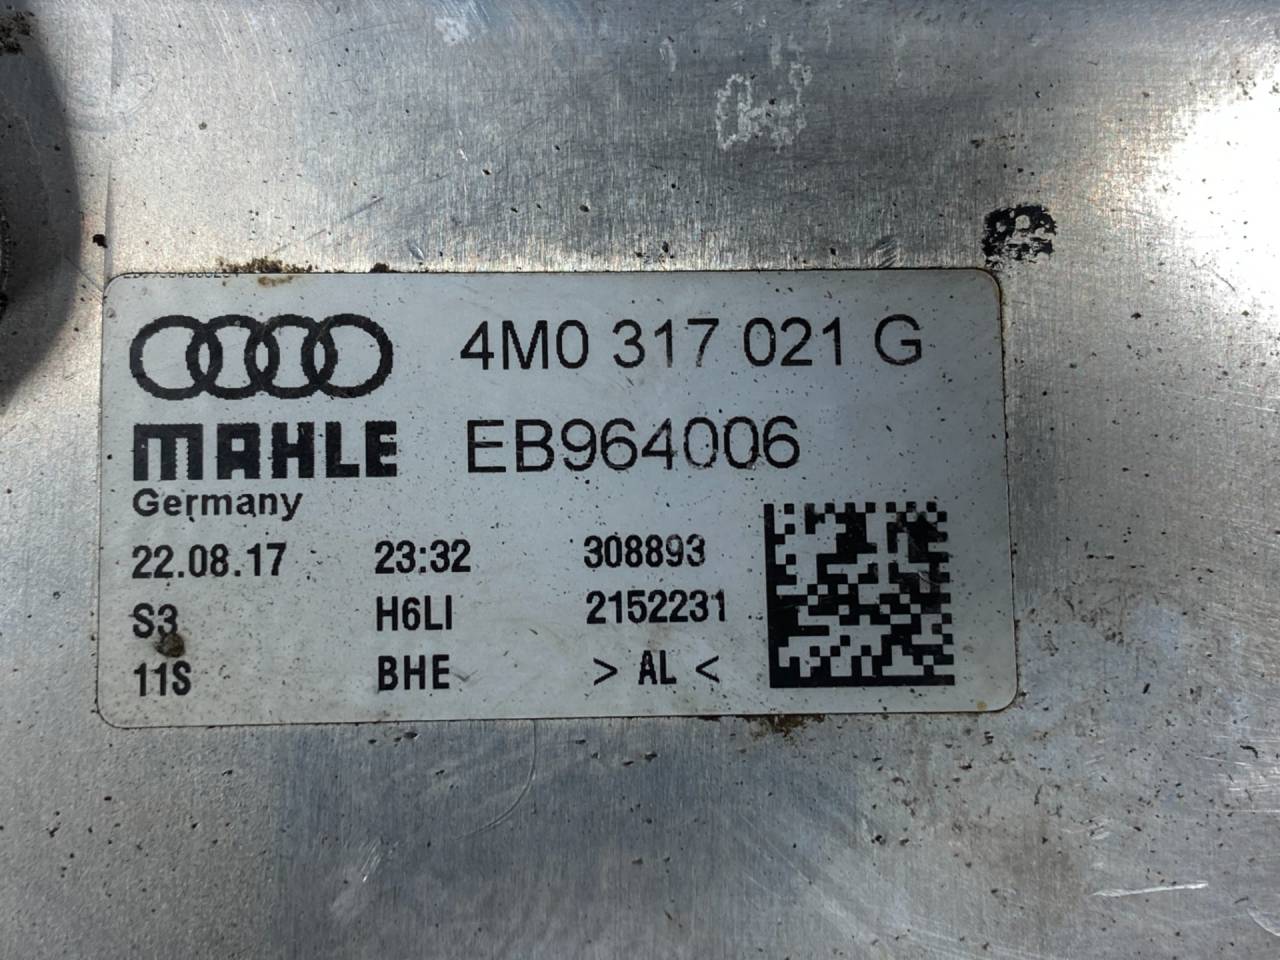 4M0 317 021 G
MAHLE EB964006
Germany
22.08.17 23:32 308893
S3 H6LI 2152231
11S BHE > AL <